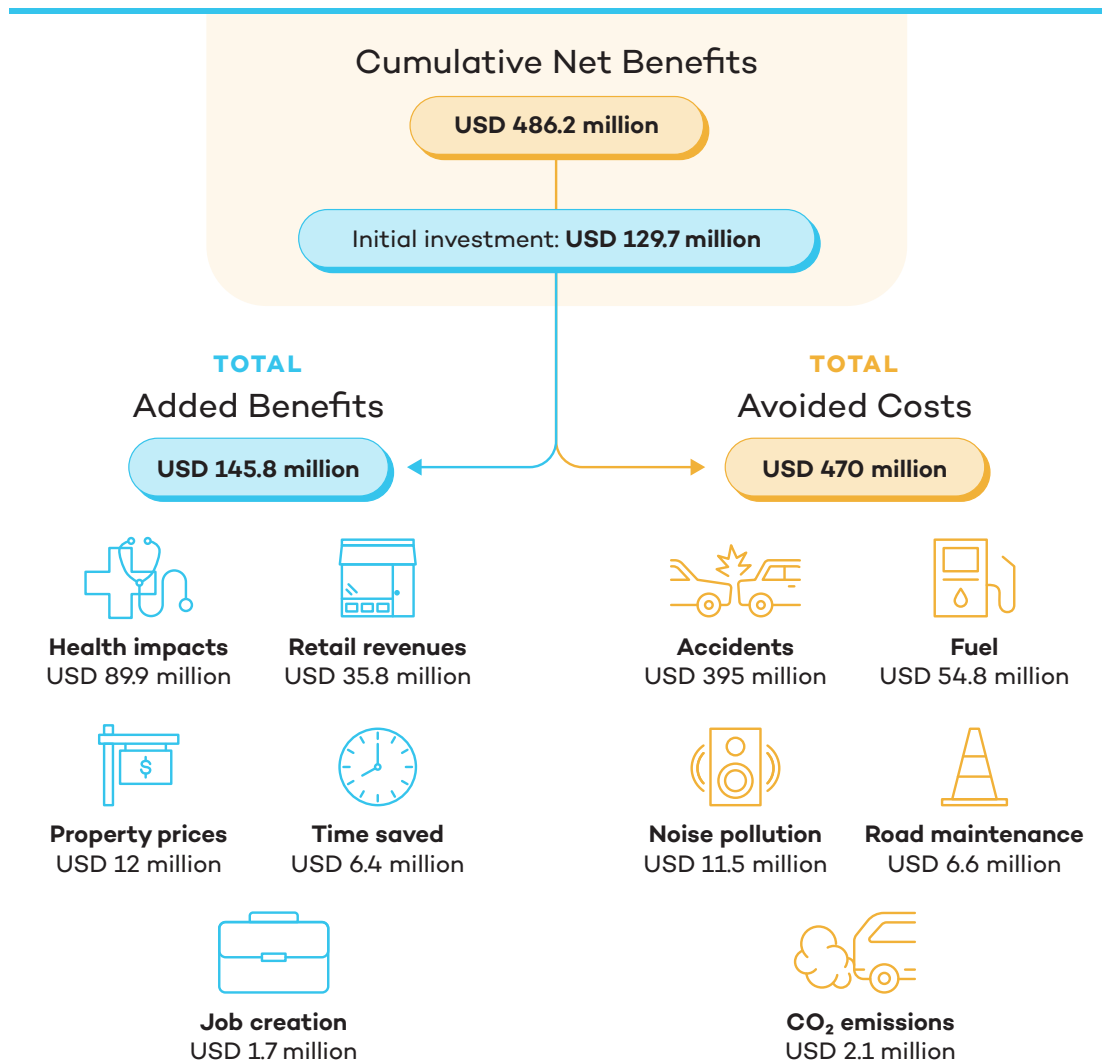 Cumulative Net Benefits
USD 486.2 million
Initial investment: USD 129.7 million
TOTAL
Added Benefits
USD 145.8 million
TOTAL
Avoided Costs
USD 470 million
$
Health impacts
USD 89.9 million
Retail revenues
USD 35.8 million
Property prices
USD 12 million
Time saved
USD 6.4 million
Job creation
USD 1.7 million
Accidents
USD 395 million
Fuel
USD 54.8 million
Noise pollution
USD 11.5 million
Road maintenance
USD 6.6 million
CO₂ emissions
USD 2.1 million